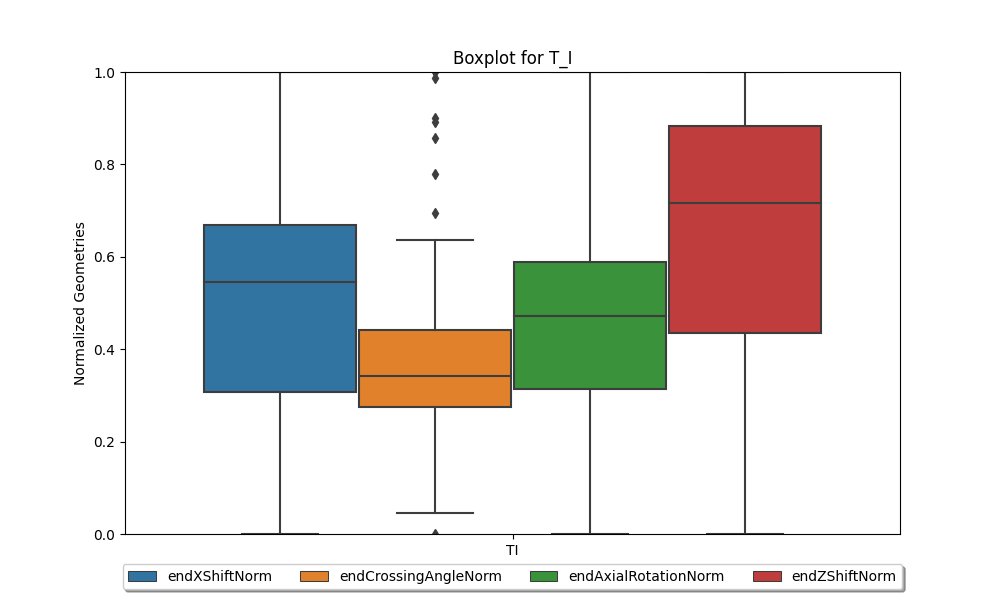 Boxplot for T_I
Normalized Geometries
1.0
0.8
0.6
0.4
0.2
0.0
TI
endXShiftNorm endCrossingAngleNorm endAxialRotationNorm endZShiftNorm